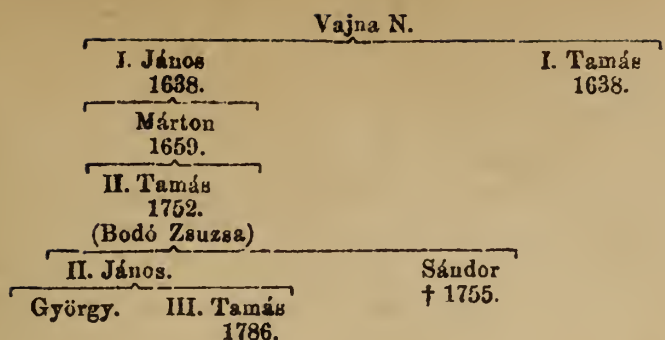 Vajna N.
I. János I. Tamás
1638. 1638.
Márton
1659.
II. Tamás
1752.
(Bodó Zsuzsa)
II. János. Sándor
† 1755.
György. III. Tamás
1786.